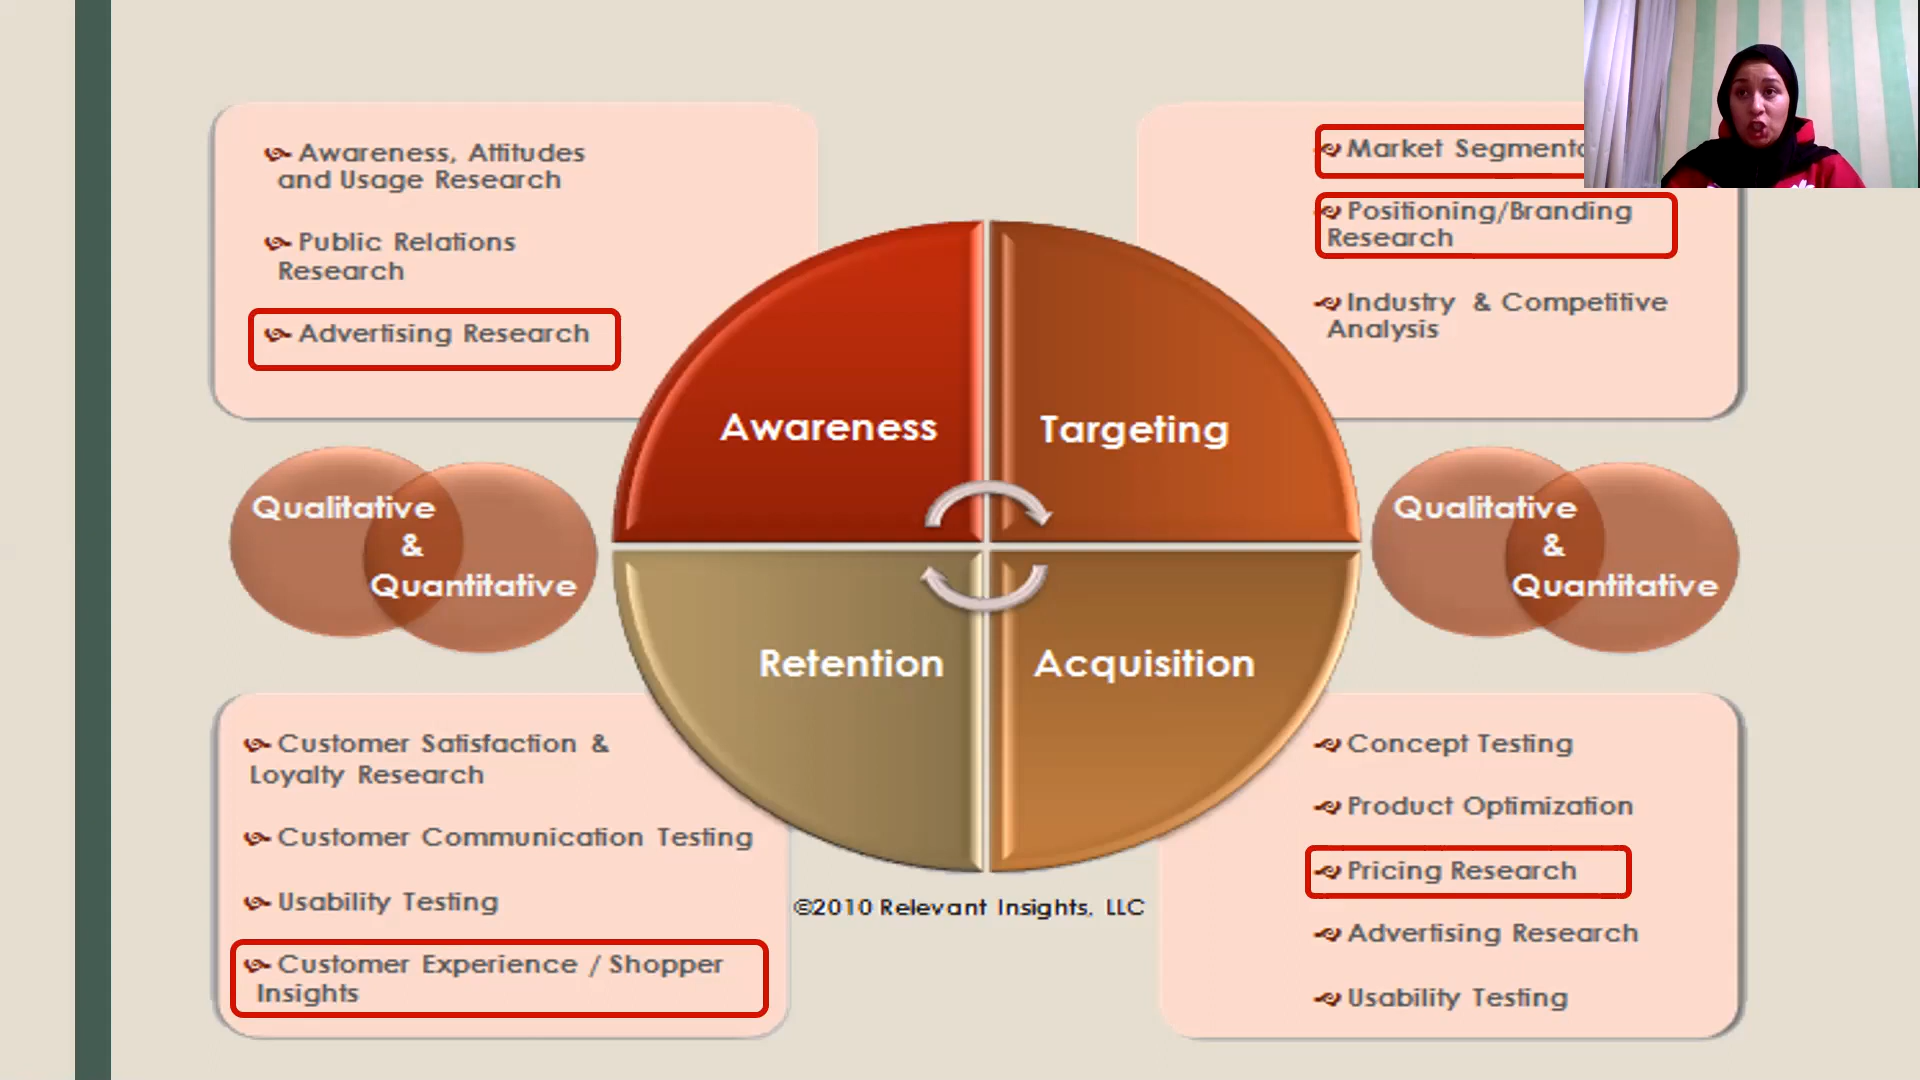 Awareness, Attitudes
and Usage Research
Public Relations
Research
Advertising Research
Market
Positioning/Branding
Research
Industry & Competitive
Analysis
Awareness
Targeting
Qualitative
&
Quantitative
Qualitative
&
Quantitative
Retention
Acquisition
Customer Satisfaction &
Loyalty Research
Customer Communication Testing
Usability Testing
Customer Experience / Shopper
Insights
Concept Testing
Product Optimization
Pricing Research
Advertising Research
Usability Testing
©2010 Relevant Insights, LLC